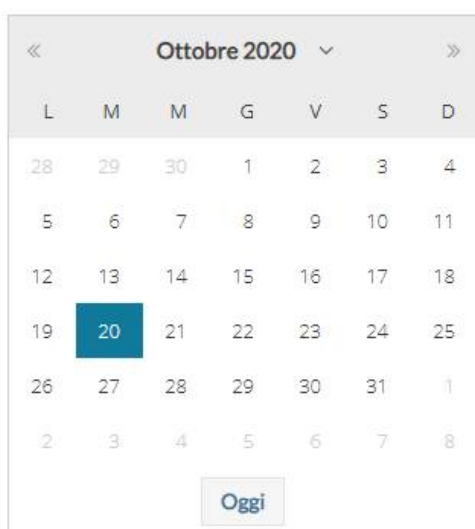 « Ottobre 2020 »
L M M G V S D
28 29 30 1 2 3 4
5 6 7 8 9 10 11
12 13 14 15 16 17 18
19 20 21 22 23 24 25
26 27 28 29 30 31 1
2 3 4 5 6 7 8
Oggi